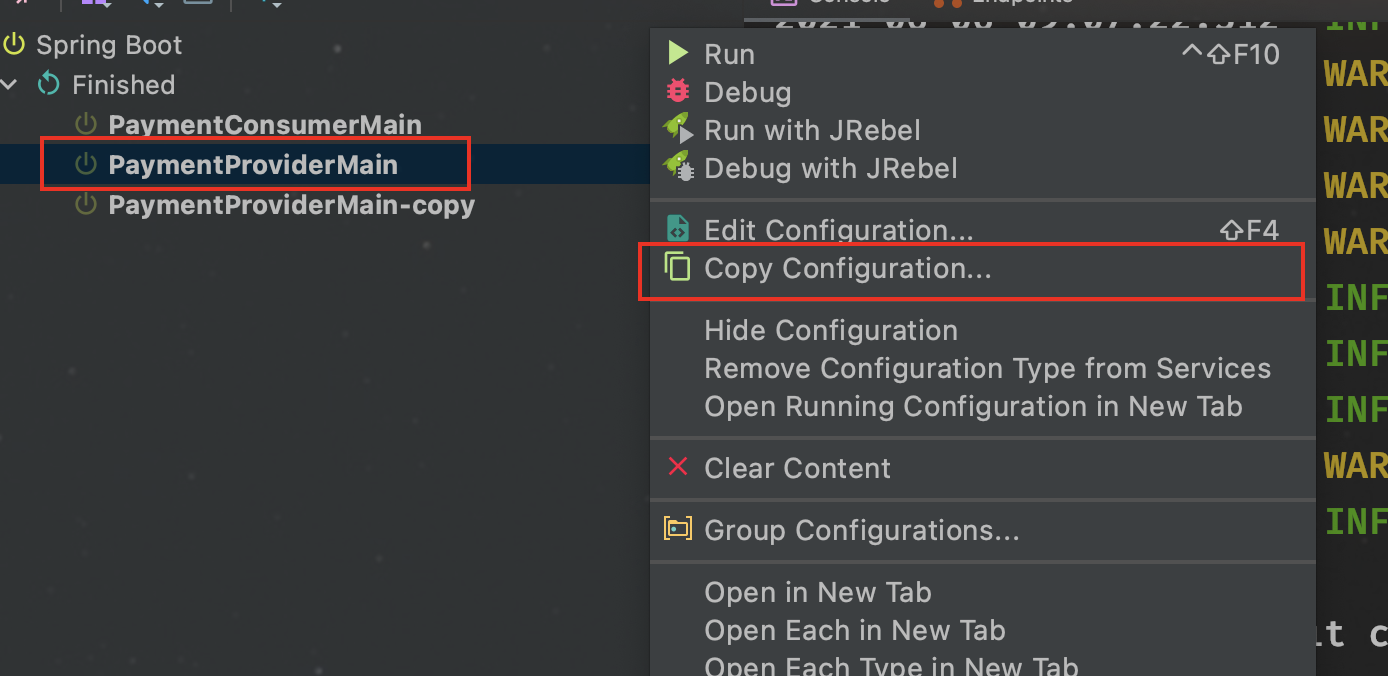 Console
Endpoints
Spring Boot
Finished
PaymentConsumerMain
PaymentProviderMain
PaymentProviderMain-copy
Run ^⇧F10
Debug
Run with JRebel
Debug with JRebel
Edit Configuration... ⇧F4
Copy Configuration...
Hide Configuration
Remove Configuration Type from Services
Open Running Configuration in New Tab
Clear Content
Group Configurations...
Open in New Tab
Open Each in New Tab
Open Each Type in New Tab
INF
WAR
WAR
WAR
WAR
INF
INF
INF
WAR
INF
it c